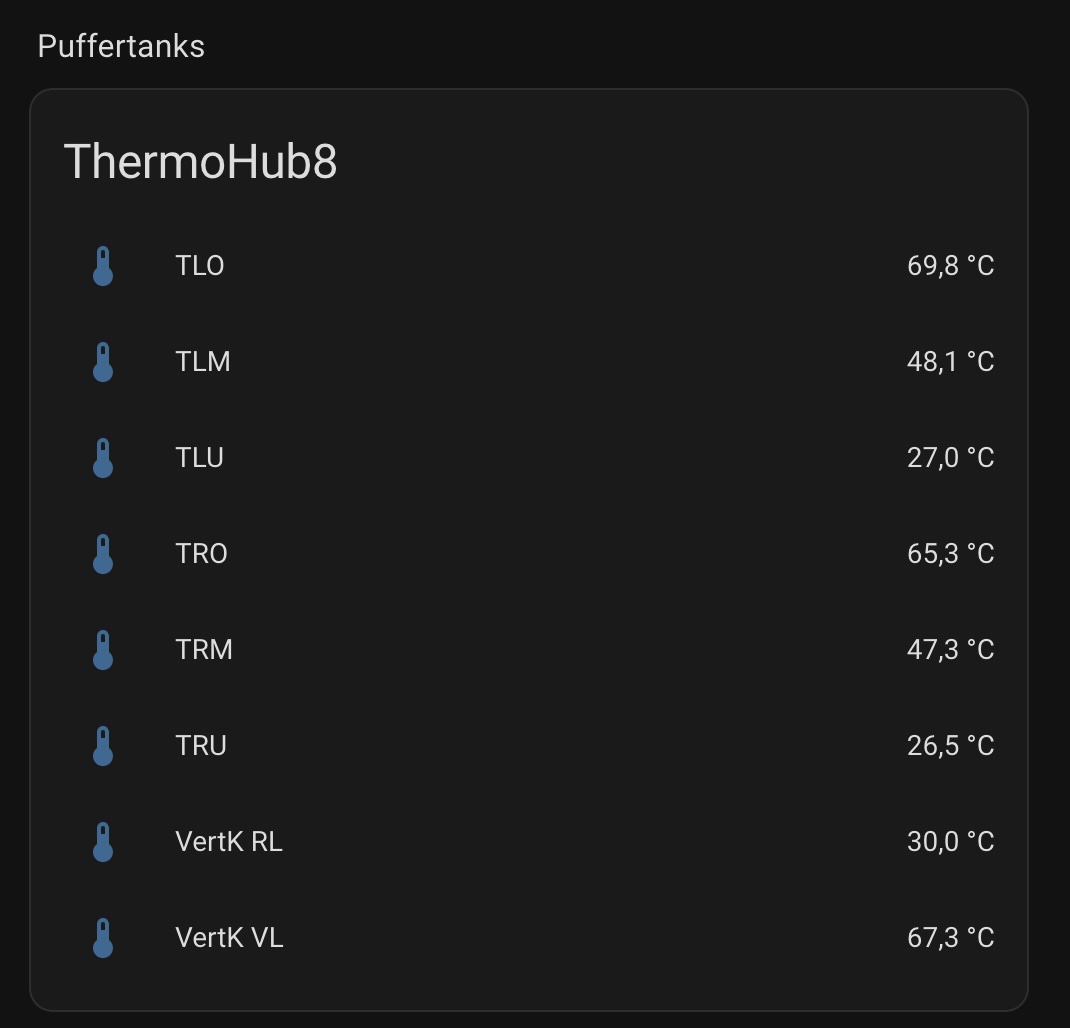 Puffertanks
ThermoHub8
TLO 69,8 °C
TLM 48,1 °C
TLU 27,0 °C
TRO 65,3 °C
TRM 47,3 °C
TRU 26,5 °C
VertK RL 30,0 °C
VertK VL 67,3 °C